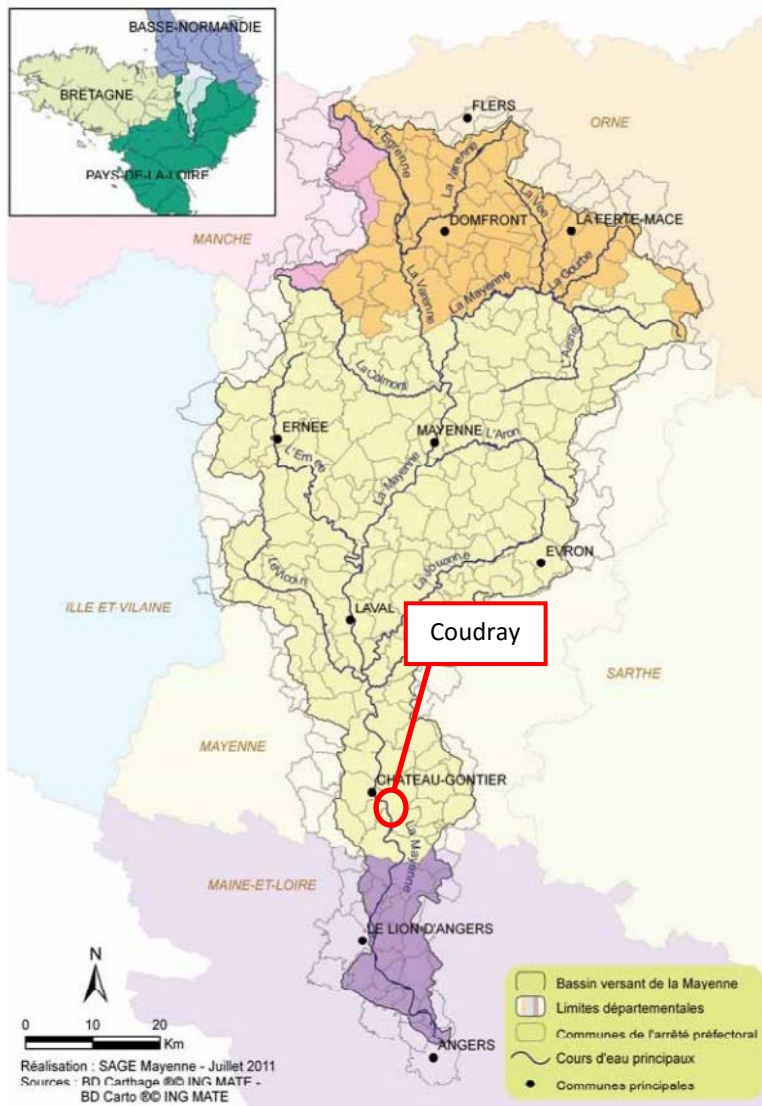 BASSE-NORMANDIE
BRETAGNE
PAYS-DE-LA-LOIRE
FLERS
ORNE
L'Egrenne
La Varenne
La Vée
DOMFRONT
LA FERTE-MACE
MANCHE
La Gourbe
La Varenne
La Mayenne
L'Aisne
La Colmont
ERNEE
MAYENNE
L'Aron
L'Ernée
La Mayenne
EVRON
La Jouanne
Le Vicoin
ILLE ET VILAINE
LAVAL
Coudray
SARTHE
MAYENNE
CHATEAU-GONTIER
La Mayenne
MAINE-ET-LOIRE
LE LION-D'ANGERS
N
0 10 20
Km
ANGERS
Bassin versant de la Mayenne
Limites départementales
Communes de l'arrêté préfectoral
Cours d'eau principaux
Communes principales
Réalisation : SAGE Mayenne - Juillet 2011
Sources : BD Carthage ®© ING MATE -
BD Carto ®© ING MATE